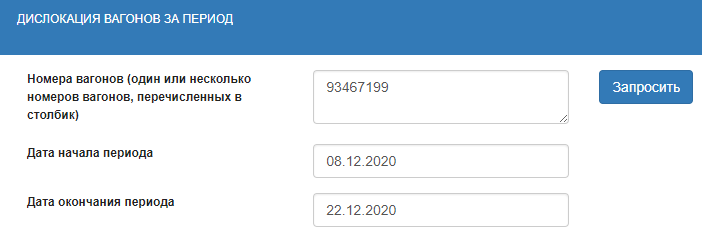 ДИСЛОКАЦИЯ ВАГОНОВ ЗА ПЕРИОД
Номера вагонов (один или несколько
номеров вагонов, перечисленных в
столбик)
93467199
Запросить
Дата начала периода
08.12.2020
Дата окончания периода
22.12.2020